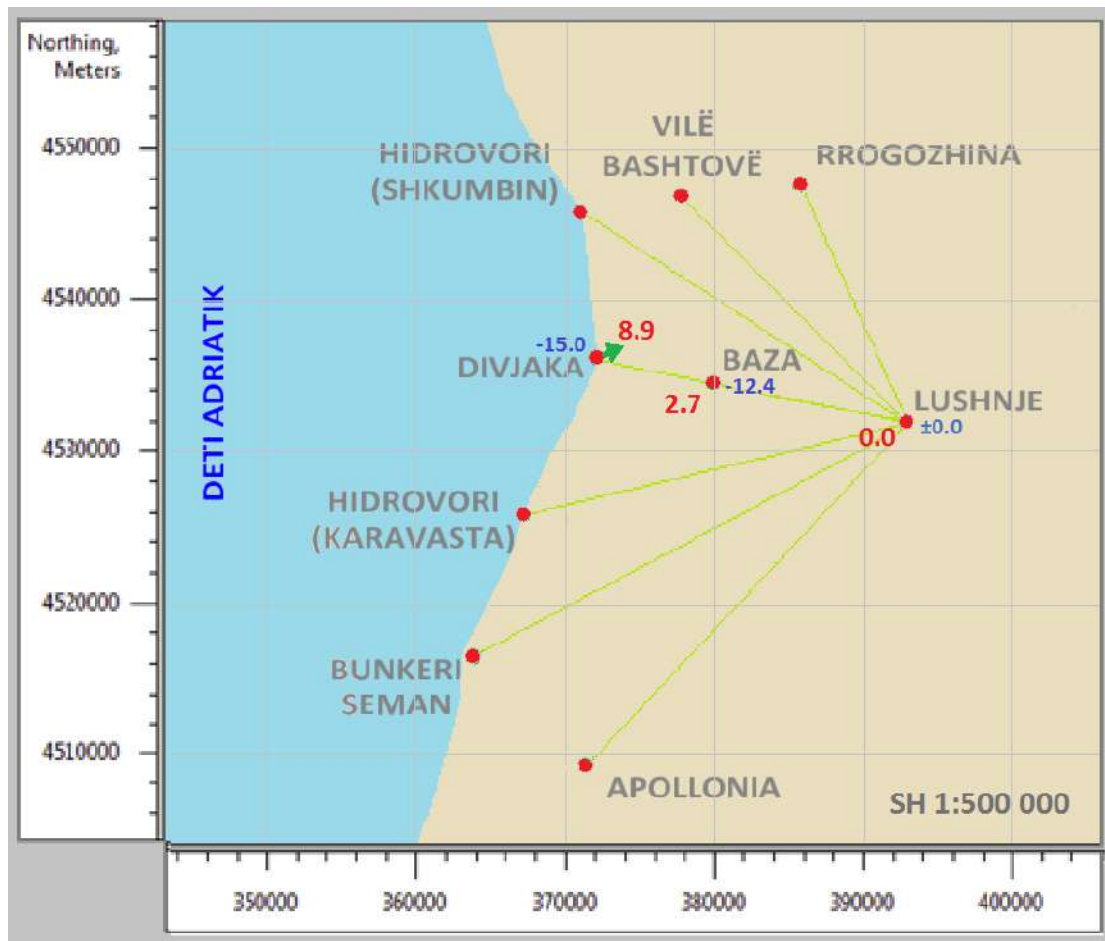 Northing,
Meters
4550000
4540000
4530000
4520000
4510000
VILË
BASHTOVË
RROGOZHINA
HIDROVORI
(SHKUMBIN)
DETI ADRIATIK
-15.0
8.9
DIVJAKA
BAZA
-12.4
2.7
LUSHNJE
±0.0
0.0
HIDROVORI
(KARAVASTA)
BUNKERI
SEMAN
APOLLONIA
SH 1:500 000
350000 360000 370000 380000 390000 400000